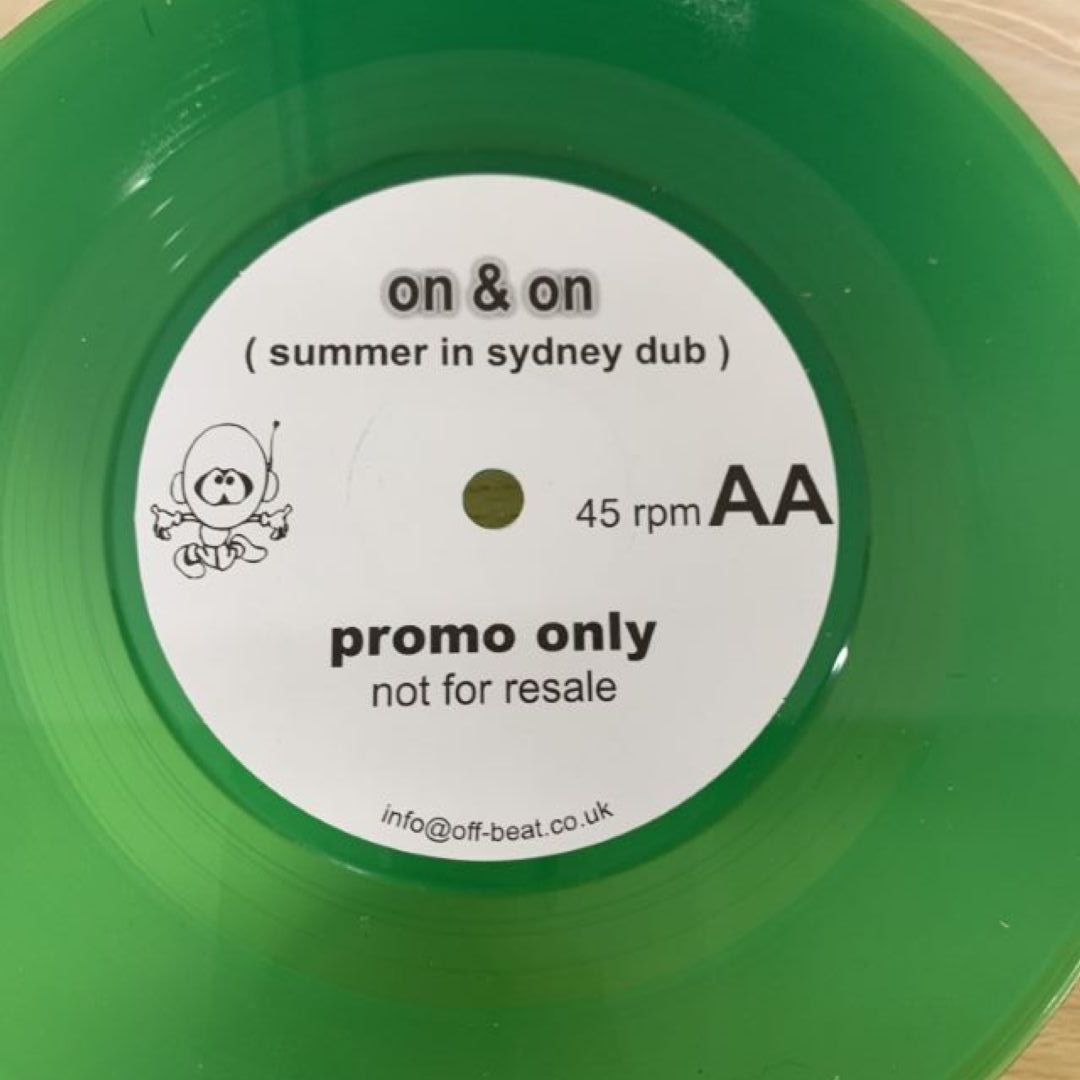 on & on
( summer in sydney dub )
45 rpm AA
promo only
not for resale
info@off-beat.co.uk